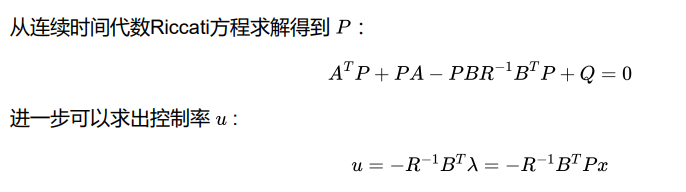 从连续时间代数Riccati方程求解得到 P：
A^T P + PA − PBR^{−1}B^T P + Q = 0
进一步可以求出控制率 u：
u = −R^{−1}B^T λ = −R^{−1}B^T Px